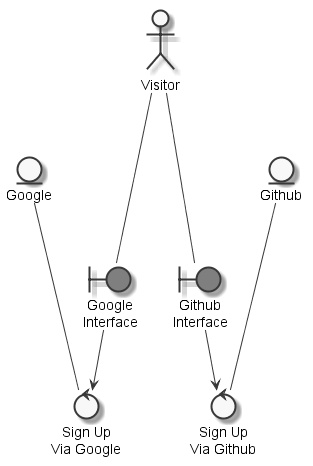 Visitor
Google
Github
Google
Interface
Github
Interface
Sign Up
Via Google
Sign Up
Via Github